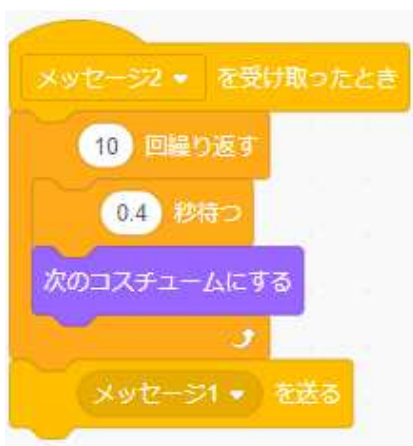 メッセージ2 を受け取ったとき
10 回繰り返す
0.4 秒待つ
次のコスチュームにする
メッセージ1 を送る